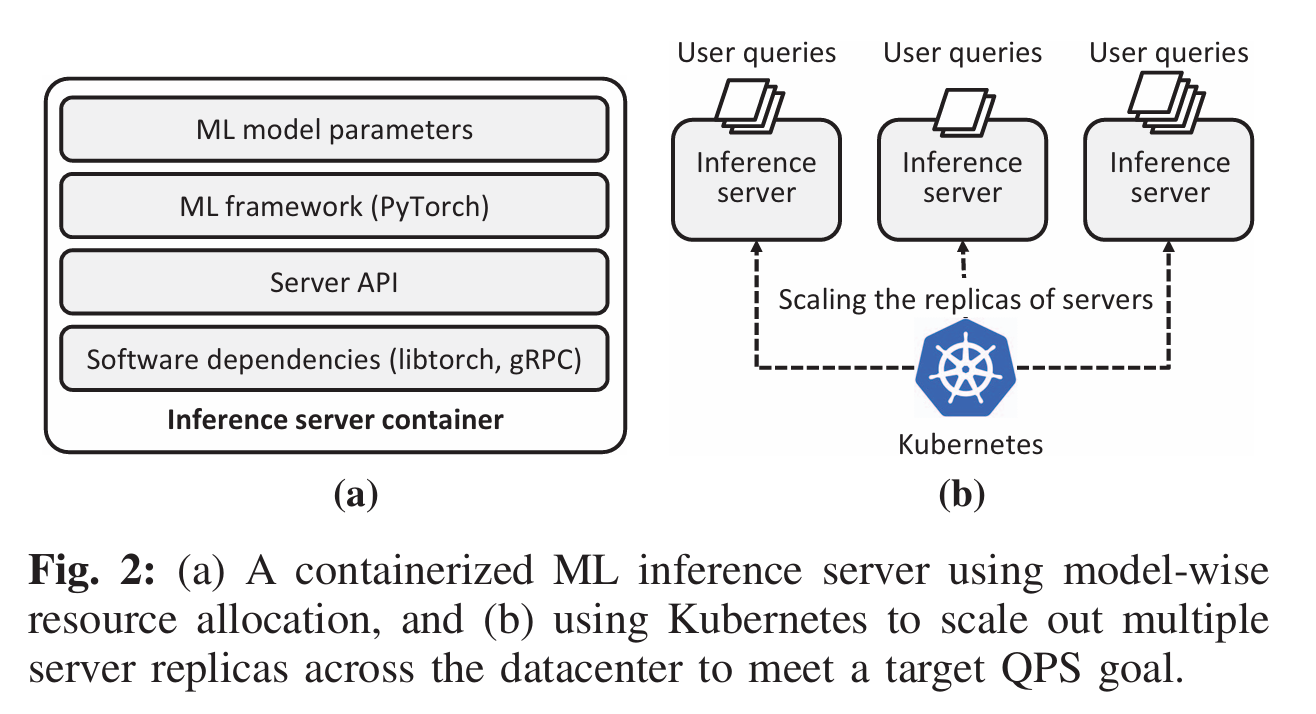 ML model parameters
ML framework (PyTorch)
Server API
Software dependencies (libtorch, gRPC)
Inference server container
(a)
User queries
User queries
User queries
Inference
server
Inference
server
Inference
server
Scaling the replicas of servers
Kubernetes
(b)
Fig. 2: (a) A containerized ML inference server using model-wise
resource allocation, and (b) using Kubernetes to scale out multiple
server replicas across the datacenter to meet a target QPS goal.